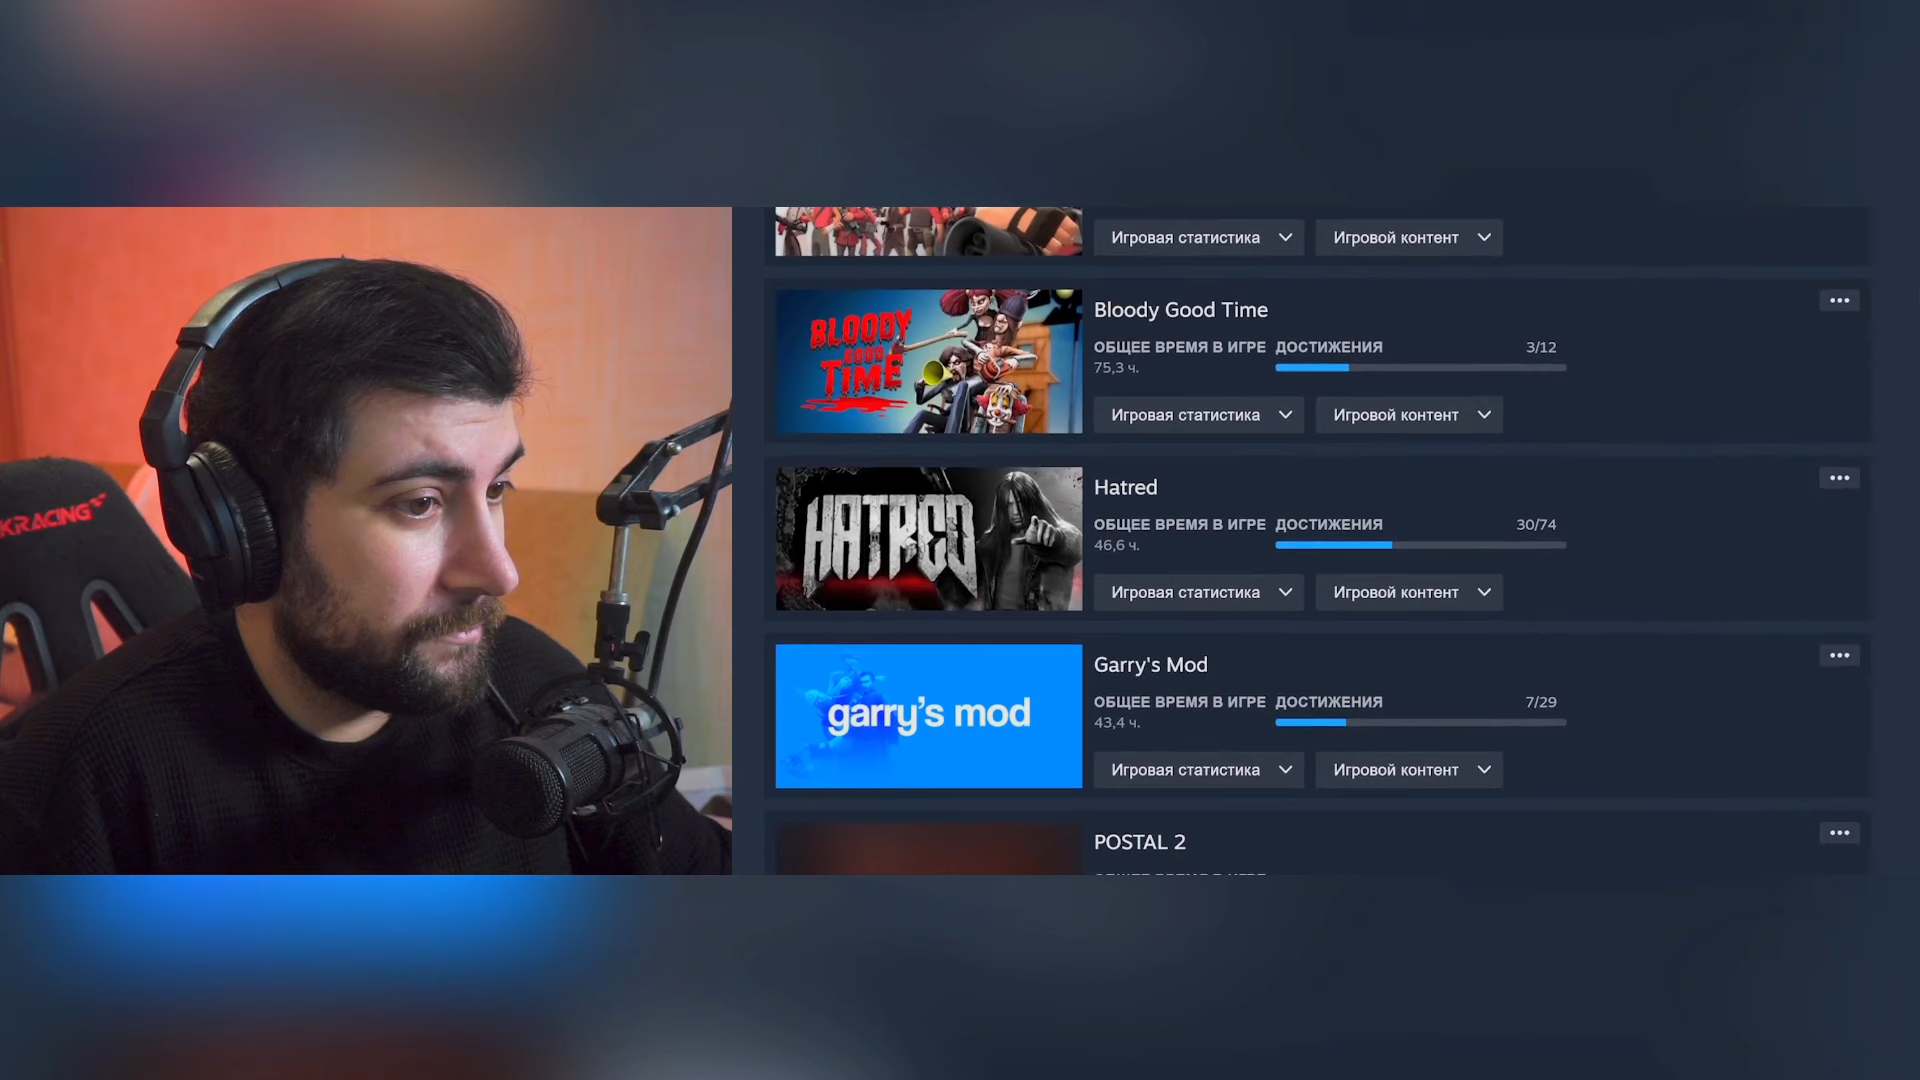 Игровая статистика
Игровой контент
BLOODY
GOOD
TIME
Bloody Good Time
ОБЩЕЕ ВРЕМЯ В ИГРЕ
ДОСТИЖЕНИЯ
3/12
75,3 ч.
Игровая статистика
Игровой контент
HATRED
Hatred
ОБЩЕЕ ВРЕМЯ В ИГРЕ
ДОСТИЖЕНИЯ
30/74
46,6 ч.
Игровая статистика
Игровой контент
KRACING
garry's mod
Garry's Mod
ОБЩЕЕ ВРЕМЯ В ИГРЕ
ДОСТИЖЕНИЯ
7/29
43,4 ч.
Игровая статистика
Игровой контент
POSTAL 2